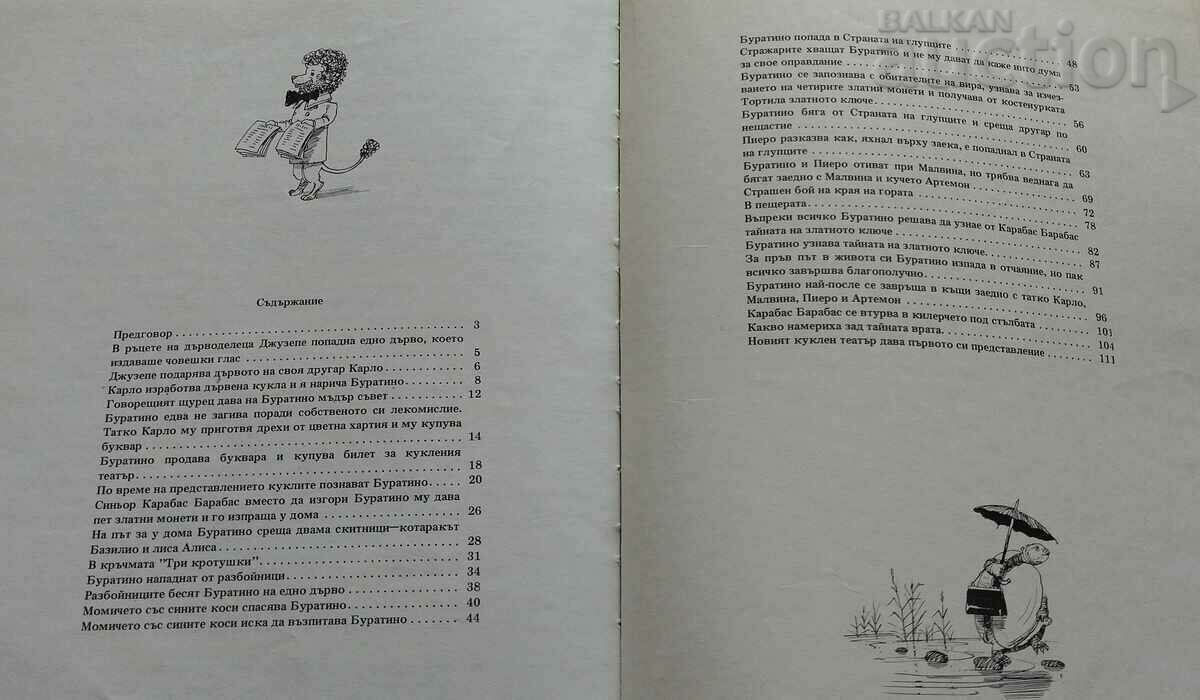 Съдържание
Предговор 3
В ръцете на дърводелеца Джузепе попадна едно дърво, което
издаваше човешки глас 5
Джузепе подарява дървото на своя другар Карло 6
Карло изработва дървена кукла и я нарича Буратино 8
Говорещият щурец дава на Буратино мъдър съвет 12
Буратино едва не загива поради собственото си лекомислие.
Татко Карло му приготвя дрехи от цветна хартия и му купува
буквар 14
Буратино продава буквара и купува билет за кукления
театър 18
По време на представлението куклите познават Буратино 20
Синьор Карабас Барабас вместо да изгори Буратино му дава
пет златни монети и го изпраща у дома 26
На път за у дома Буратино среща двама скитници—котаракът
Базилио и лиса Алиса 28
В кръчмата "Три кротушки" 31
Буратино нападнат от разбойници 34
Разбойниците бесят Буратино на едно дърво 38
Момичето със сините коси спасява Буратино 40
Момичето със сините коси иска да възпитава Буратино 44
BALKAN
auction
Буратино попада в Страната на глупците 48
Стражарите хващат Буратино и не му дават да каже нито дума
за свое оправдание 53
Буратино се запознава с обитателите на вира, узнава за изчез-
ването на четирите златни монети и получава от костенурката
Тортила златното ключе 56
Буратино бяга от Страната на глупците и среща другар по
нещастие 60
Пиеро разказва как, яхнал върху заека, е попаднал в Страната
на глупците 63
Буратино и Пиеро отиват при Малвина, но трябва веднага да
бягат заедно с Малвина и кучето Артемон 69
Страшен бой на края на гората 72
В пещерата 78
Въпреки всичко Буратино решава да узнае от Карабас Барабас
тайната на златното ключе 82
Буратино узнава тайната на златното ключе 87
За пръв път в живота си Буратино изпада в отчаяние, но пак
всичко завършва благополучно 91
Буратино най-после се завръща в къщи заедно с татко Карло,
Малвина, Пиеро и Артемон 96
Карабас Барабас се втурва в килерчето под стълбата 101
Какво намериха зад тайната врата 104
Новият куклен театър дава първото си представление 111